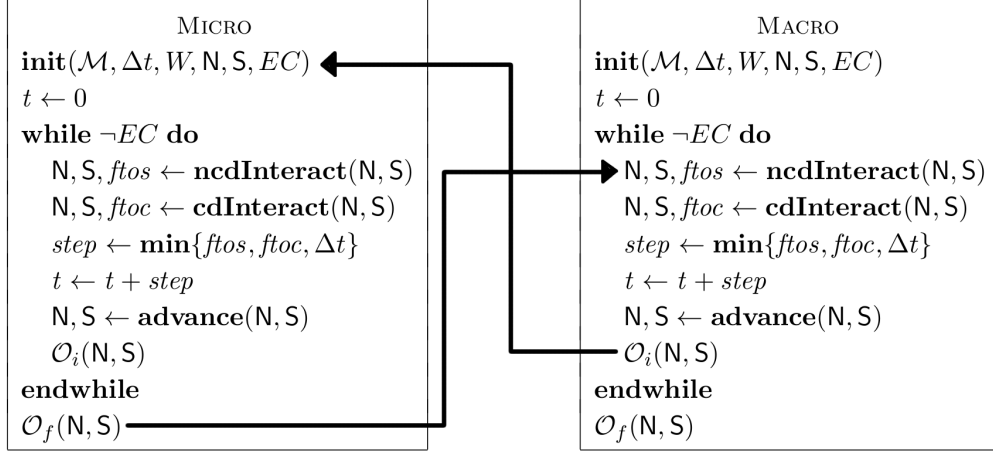 MICRO
init(ℳ, Δt, W, N, S, EC)
t ← 0
while ¬EC do
N, S, ftos ← ncdInteract(N, S)
N, S, ftoc ← cdInteract(N, S)
step ← min{ftos, ftoc, Δt}
t ← t + step
N, S ← advance(N, S)
𝒪ᵢ(N, S)
endwhile
𝒪_f(N, S)
MACRO
init(ℳ, Δt, W, N, S, EC)
t ← 0
while ¬EC do
N, S, ftos ← ncdInteract(N, S)
N, S, ftoc ← cdInteract(N, S)
step ← min{ftos, ftoc, Δt}
t ← t + step
N, S ← advance(N, S)
𝒪ᵢ(N, S)
endwhile
𝒪_f(N, S)